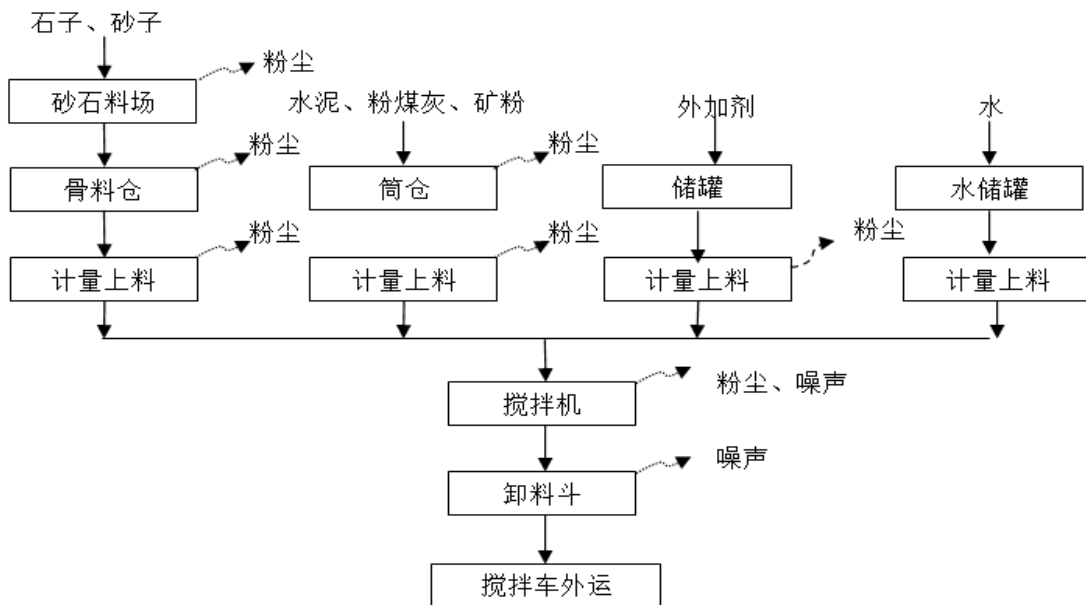 石子、砂子
粉尘
砂石料场
水泥、粉煤灰、矿粉
外加剂
水
粉尘
粉尘
骨料仓
筒仓
储罐
水储罐
粉尘
粉尘
粉尘
计量上料
计量上料
计量上料
计量上料
粉尘、噪声
搅拌机
噪声
卸料斗
搅拌车外运